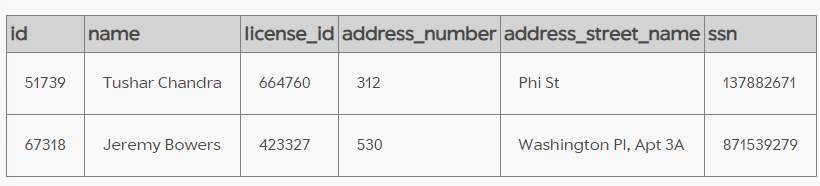 id name license_id address_number address_street_name ssn
51739 Tushar Chandra 664760 312 Phi St 137882671
67318 Jeremy Bowers 423327 530 Washington Pl, Apt 3A 871539279